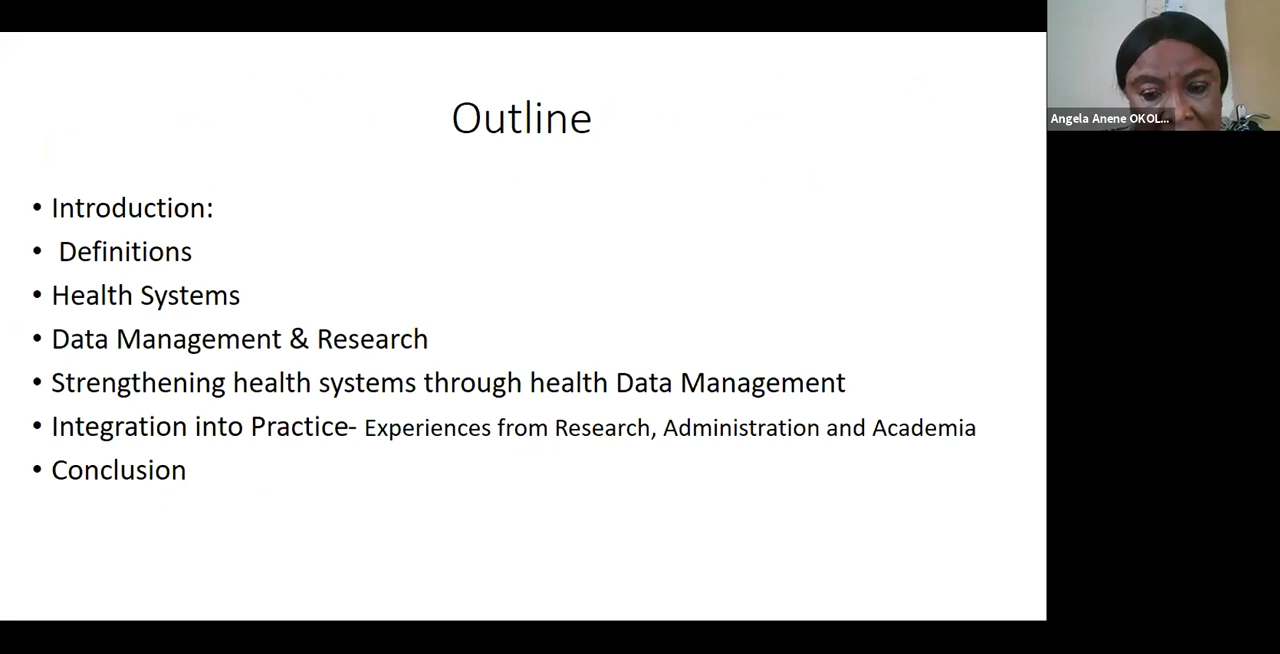 Outline
• Introduction:
• Definitions
• Health Systems
• Data Management & Research
• Strengthening health systems through health Data Management
• Integration into Practice- Experiences from Research, Administration and Academia
• Conclusion
Angela Anene OKOL...